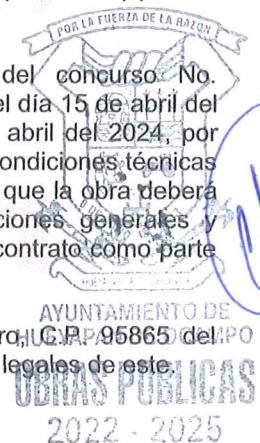 POR LA FUERZA DE LA RAZON
del concurso No.
el día 15 de abril del
abril del 2024, por
condiciones técnicas
que la obra deberá
ciones generales y
contrato como parte
AYUNTAMIENTO DE
ro, C.P. 95865 del
legales de este.
OBRAS PUBLICAS
2022 - 2025